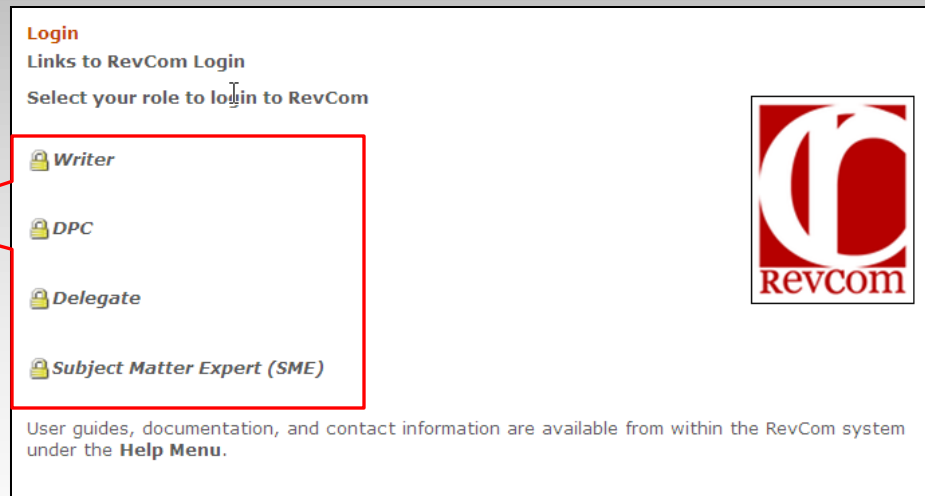 Login
Links to RevCom Login
Select your role to login to RevCom
Writer
DPC
Delegate
Subject Matter Expert (SME)
RevCom
User guides, documentation, and contact information are available from within the RevCom system
under the Help Menu.